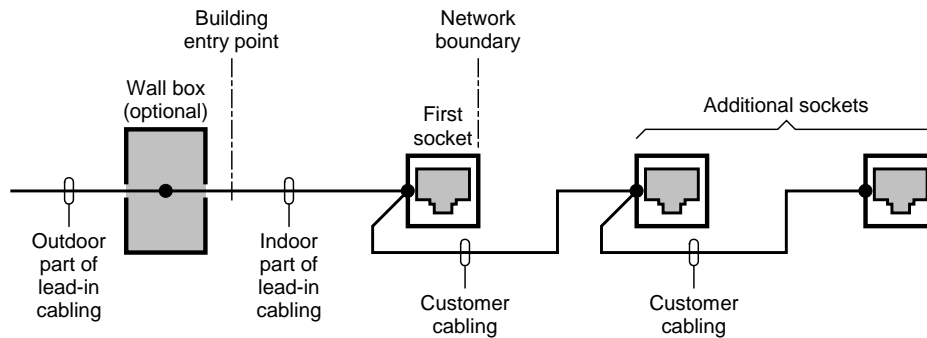 Building
entry point
Network
boundary
Wall box
(optional)
First
socket
Additional sockets
Outdoor
part of
lead-in
cabling
Indoor
part of
lead-in
cabling
Customer
cabling
Customer
cabling